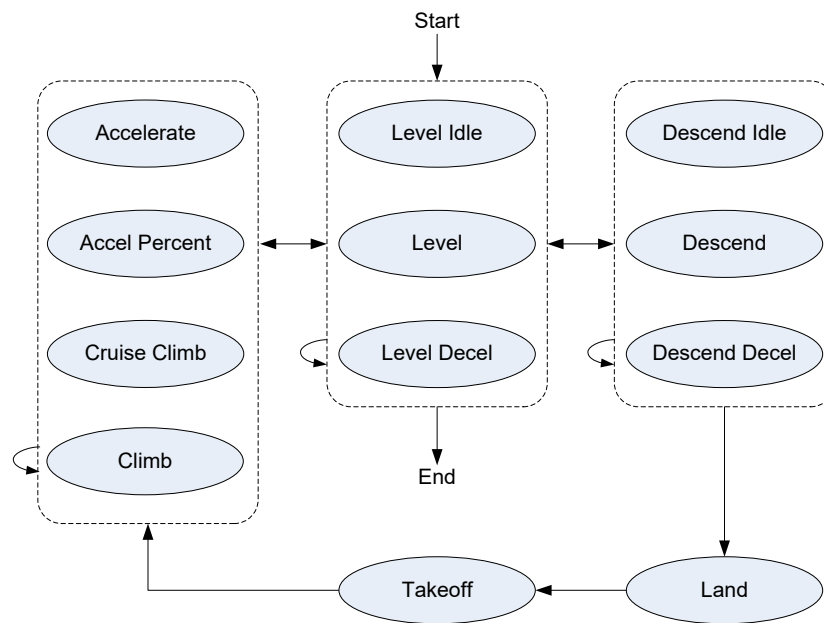 Start
Accelerate
Level Idle
Descend Idle
Accel Percent
Level
Descend
Cruise Climb
Level Decel
Descend Decel
Climb
End
Takeoff
Land